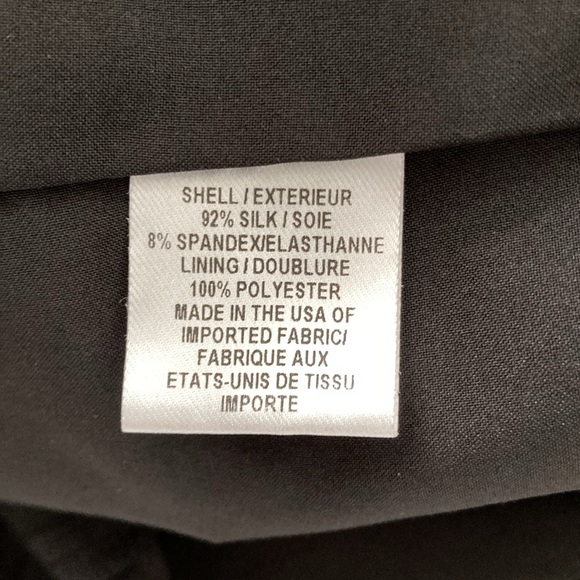 SHELL / EXTERIEUR
92% SILK / SOIE
8% SPANDEX/ELASTHANNE
LINING / DOUBLURE
100% POLYESTER
MADE IN THE USA OF
IMPORTED FABRIC/
FABRIQUE AUX
ETATS-UNIS DE TISSU
IMPORTE